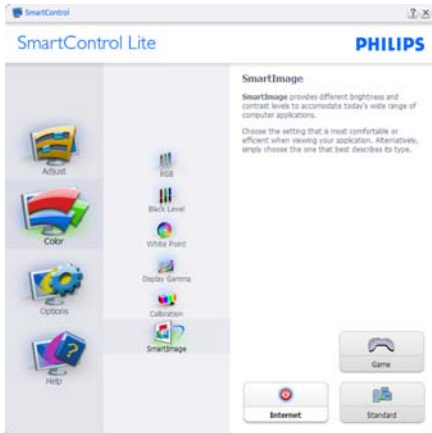 SmartControl
SmartControl Lite
PHILIPS
Adjust
Color
Options
Help
RGB
Black Level
White Point
Display Gamma
Calibration
SmartImage
SmartImage
SmartImage provides different brightness and
contrast levels to accomodate today's wide range of
computer applications.
Choose the setting that is most comfortable or
efficient when viewing your application. Alternatively,
simply choose the one that best describes its type.
Game
Internet
Standard